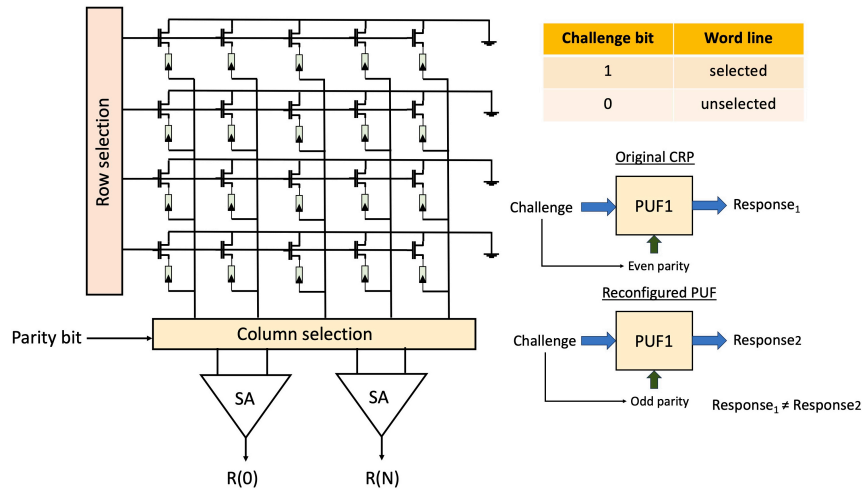 Row selection
Challenge bit Word line
1 selected
0 unselected
Original CRP
Challenge PUF1 Response₁
Even parity
Reconfigured PUF
Challenge PUF1 Response2
Odd parity Response₁ ≠ Response2
Parity bit Column selection
SA SA
R(0) R(N)